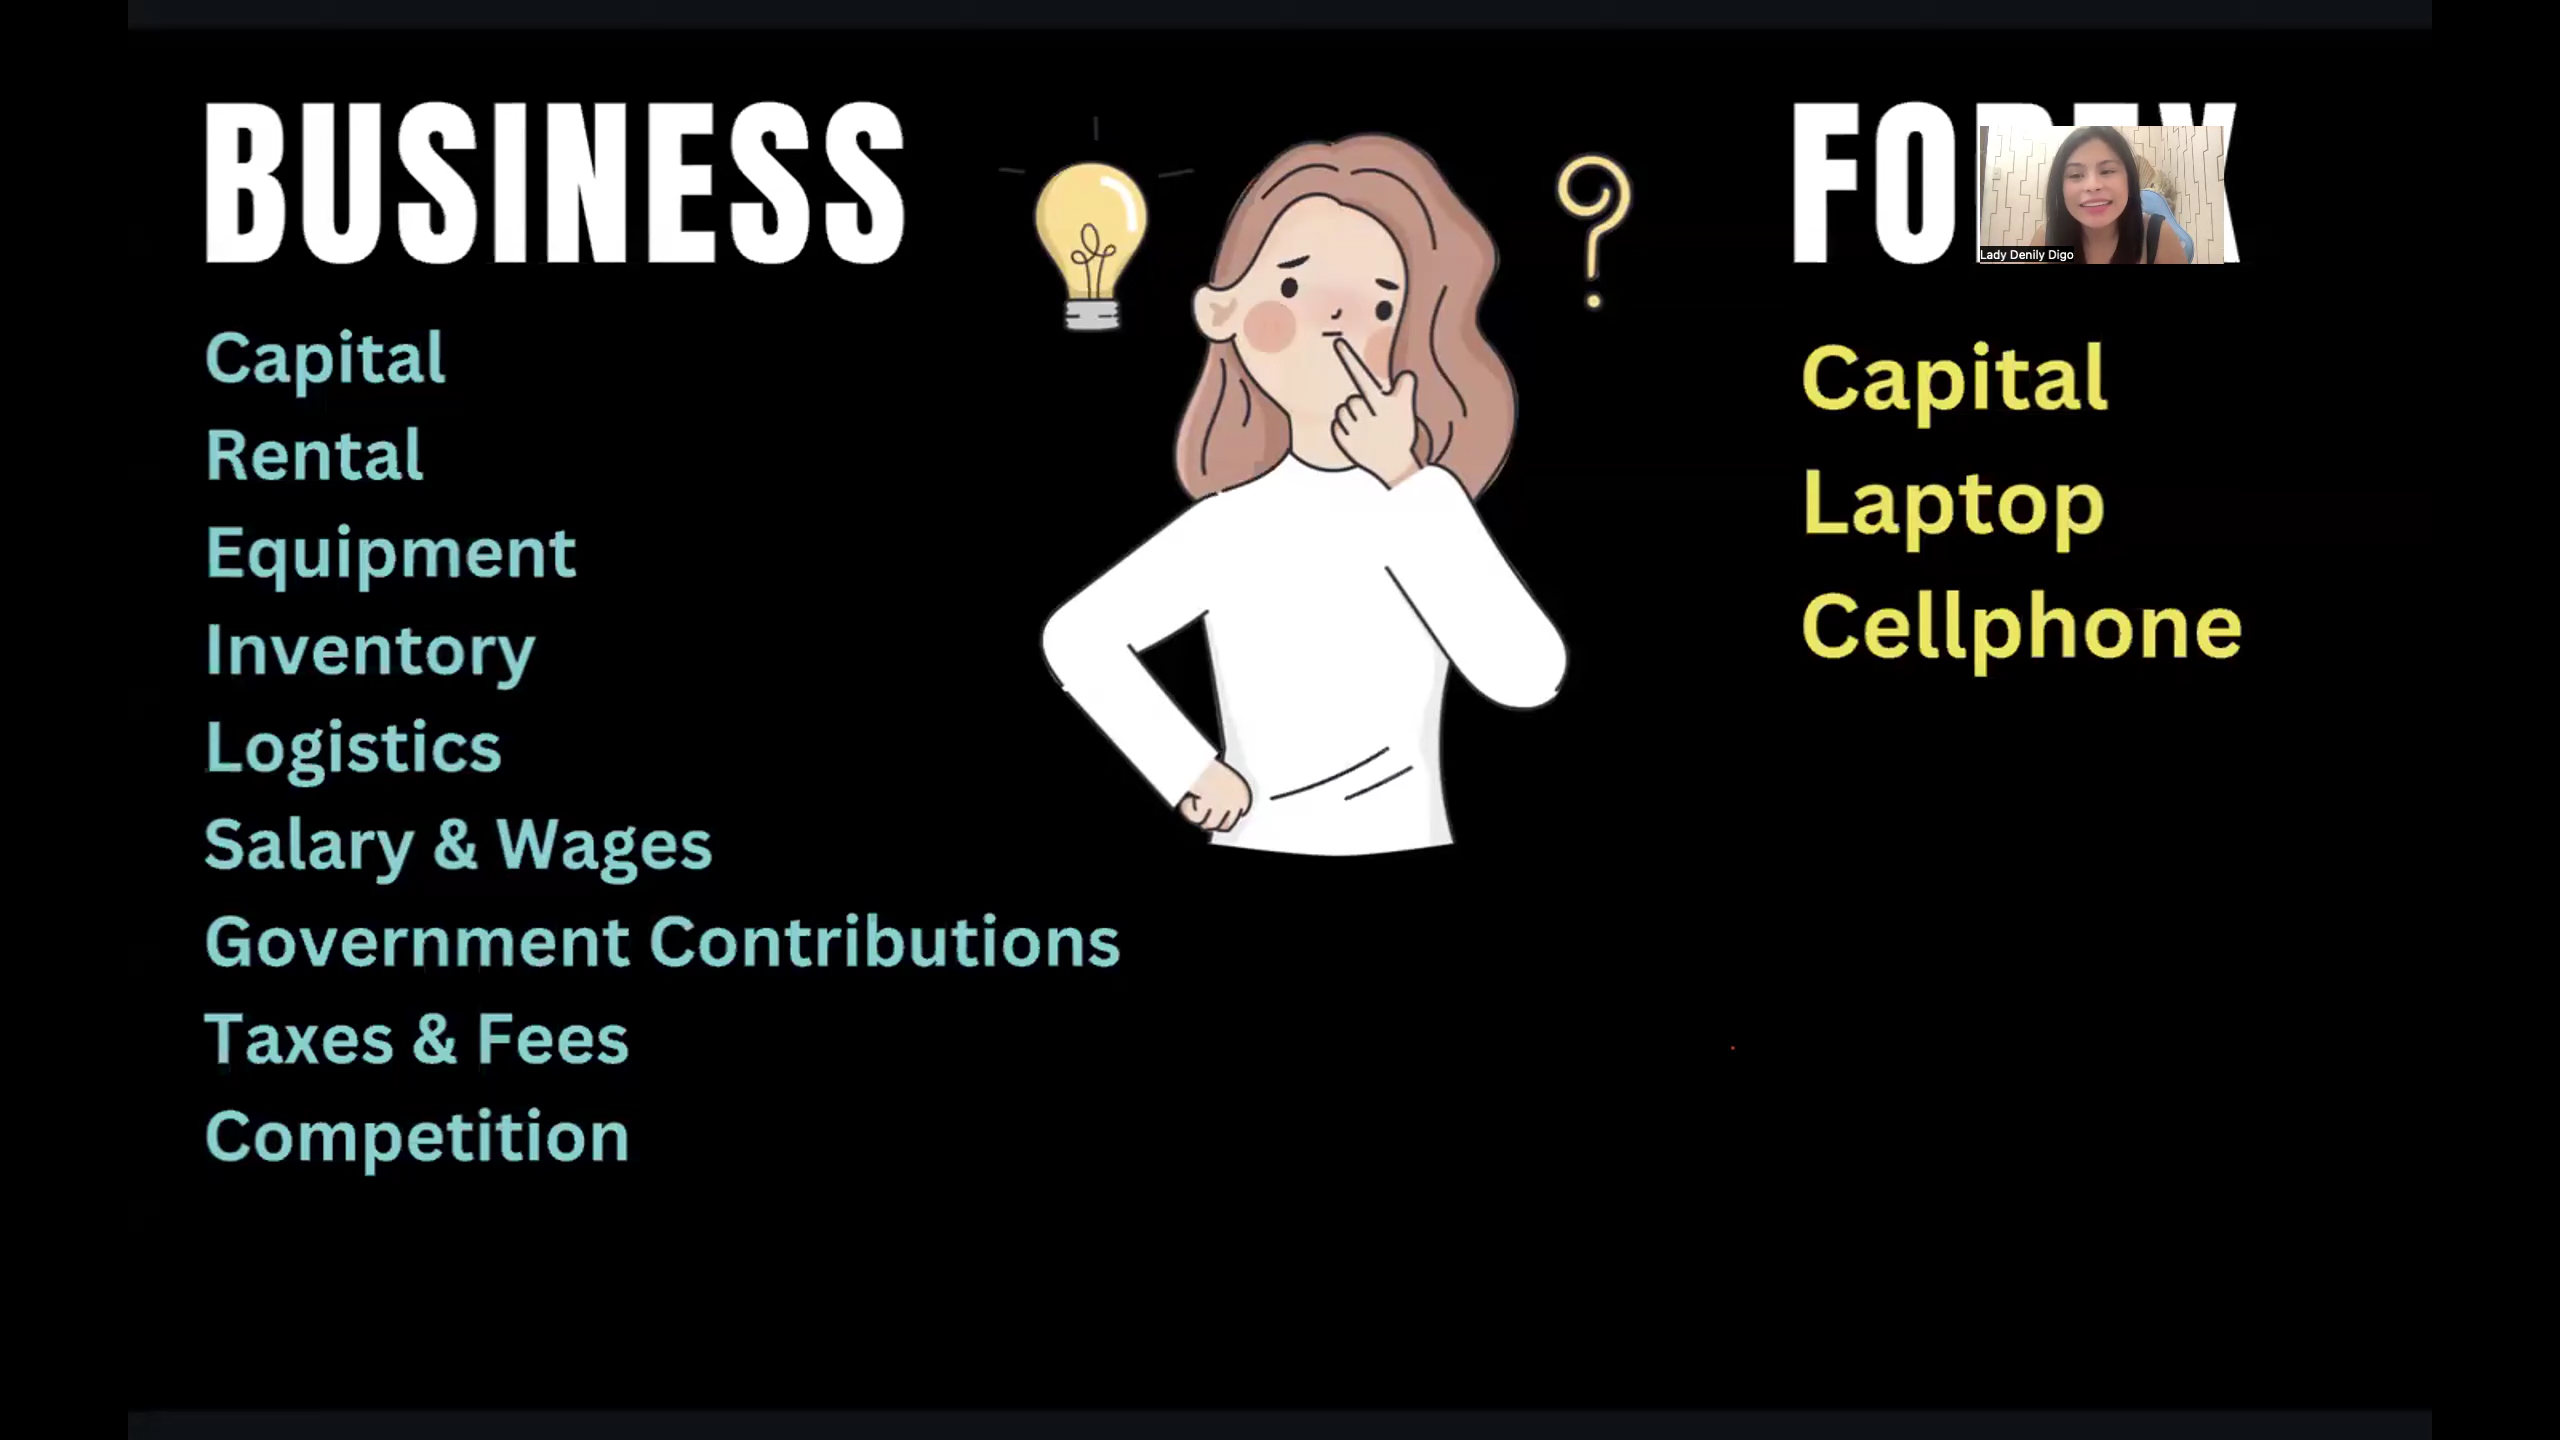 BUSINESS
Capital
Rental
Equipment
Inventory
Logistics
Salary & Wages
Government Contributions
Taxes & Fees
Competition
Lady Denily Digo
Capital
Laptop
Cellphone